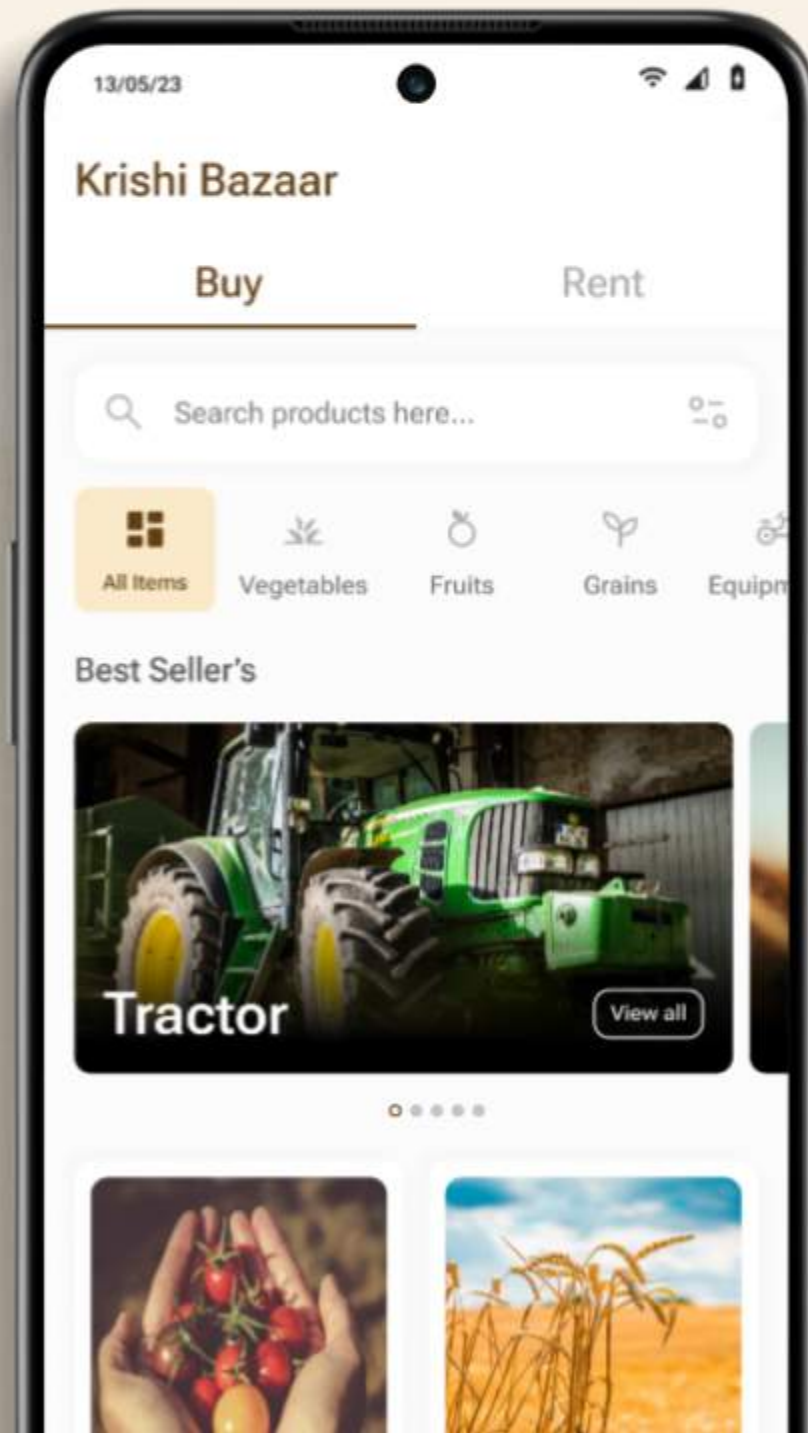 13/05/23
Krishi Bazaar
Buy Rent
Search products here...
All Items Vegetables Fruits Grains Equipm
Best Seller's
Tractor View all